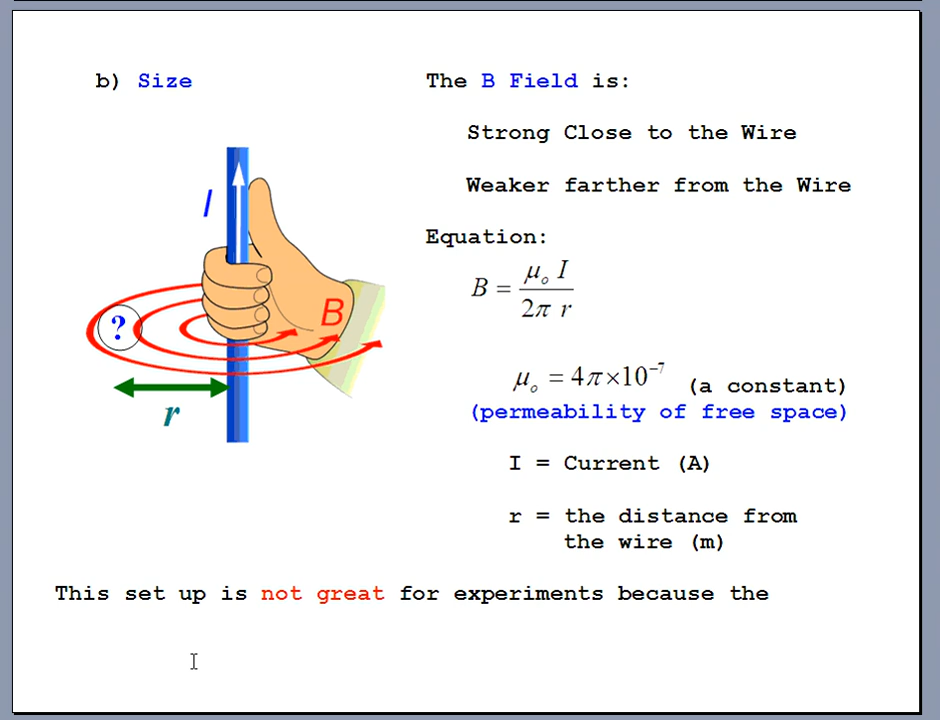 b) Size
I
B
?
r
The B Field is:
Strong Close to the Wire
Weaker farther from the Wire
Equation:
B = μₒ I / 2π r
μₒ = 4π×10⁻⁷ (a constant)
(permeability of free space)
I = Current (A)
r = the distance from
the wire (m)
This set up is not great for experiments because the